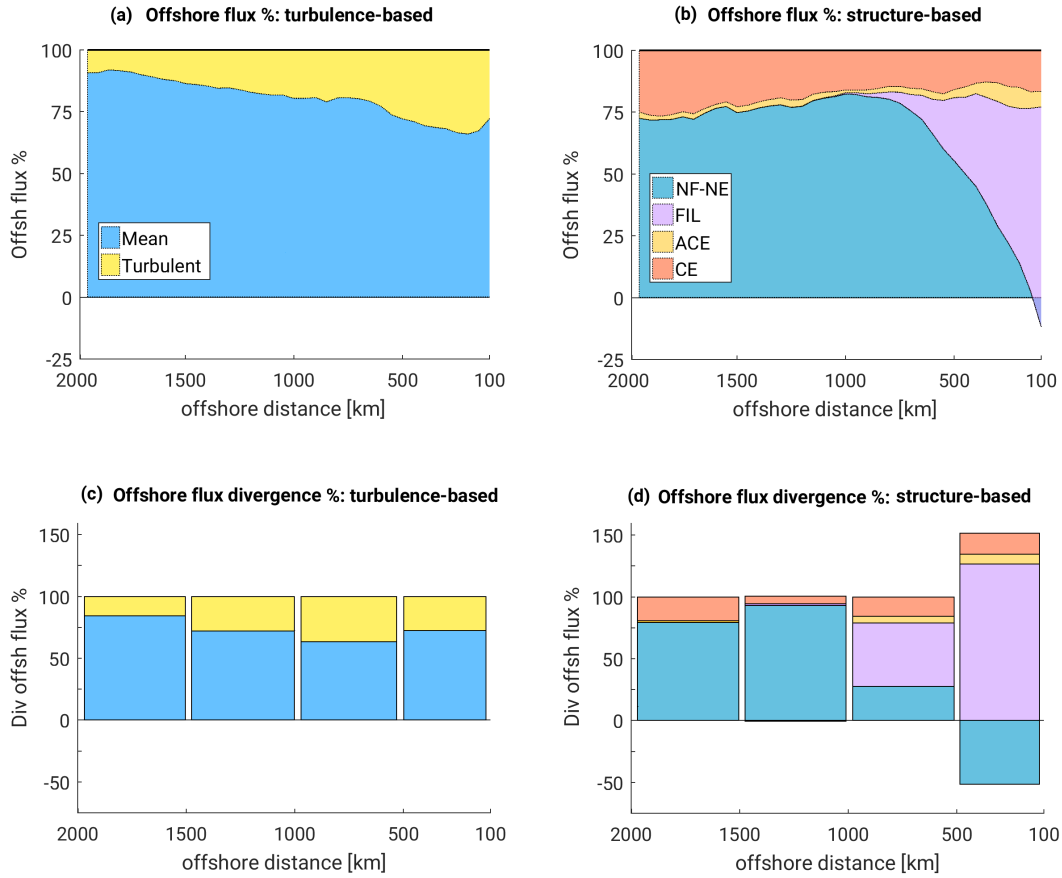 (a) Offshore flux %: turbulence-based
100
75
50
25
0
-25
Offsh flux %
Mean
Turbulent
2000 1500 1000 500 100
offshore distance [km]
(b) Offshore flux %: structure-based
100
75
50
25
0
-25
Offsh flux %
NF-NE
FIL
ACE
CE
2000 1500 1000 500 100
offshore distance [km]
(c) Offshore flux divergence %: turbulence-based
150
100
50
0
-50
Div offsh flux %
2000 1500 1000 500 100
offshore distance [km]
(d) Offshore flux divergence %: structure-based
150
100
50
0
-50
Div offsh flux %
2000 1500 1000 500 100
offshore distance [km]